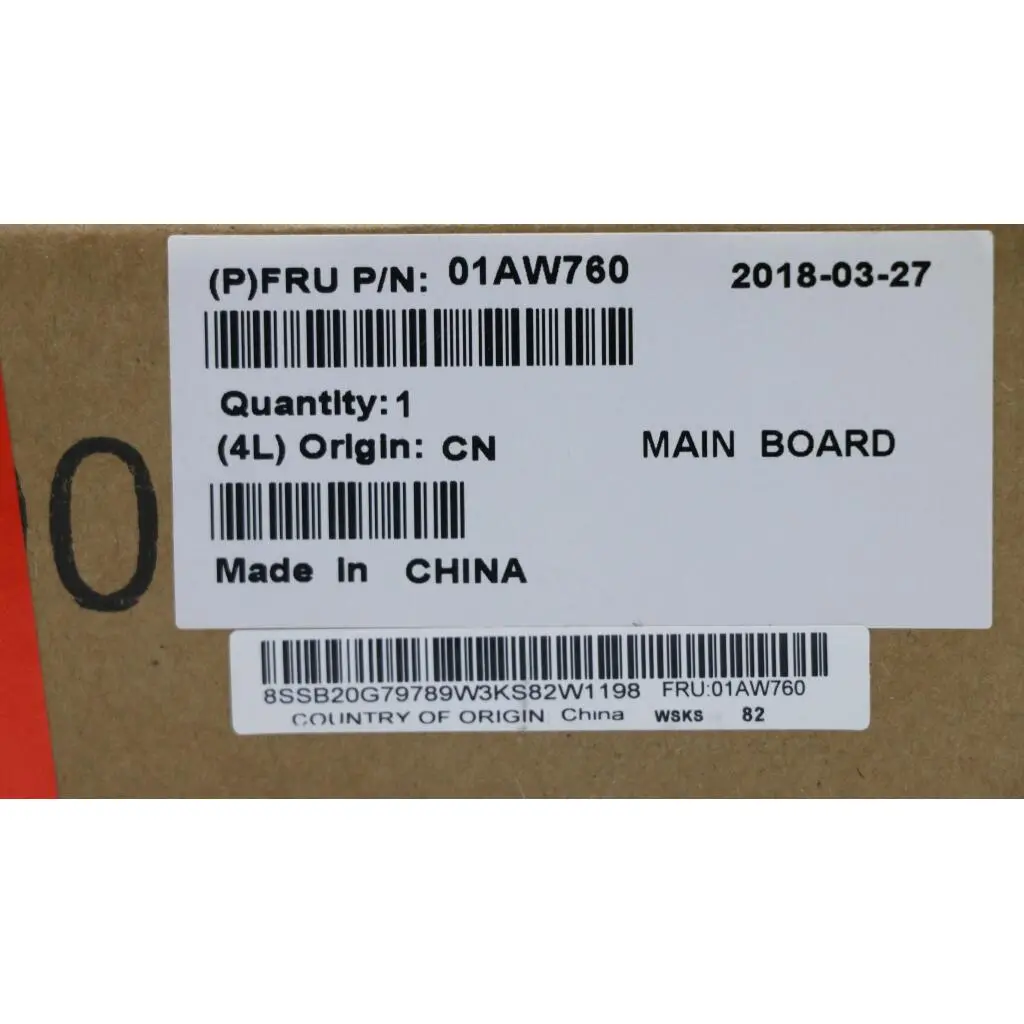 (P)FRU P/N: 01AW760 2018-03-27
Quantity: 1
(4L) Origin: CN MAIN BOARD
Made In CHINA
0
8SSB20G79789W3KS82W1198 FRU:01AW760
COUNTRY OF ORIGIN China WSKS 82